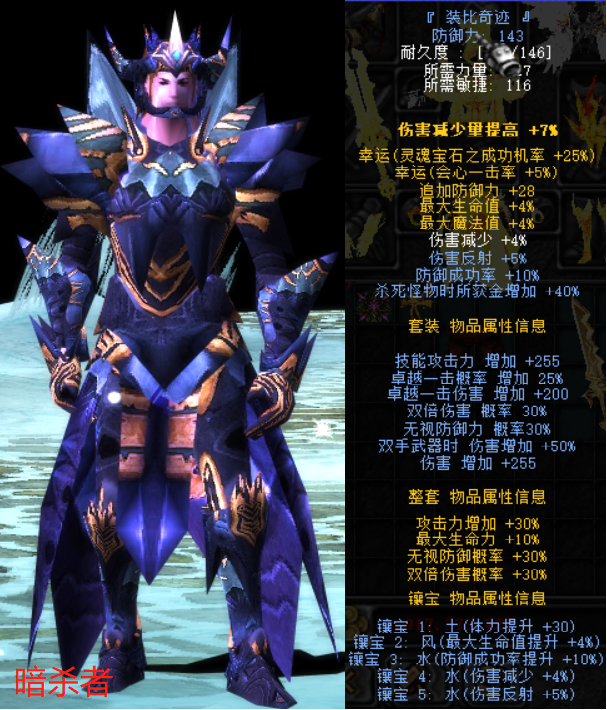 『 装比奇迹 』
防御力: 143
耐久度 : [ /146]
所需力量: 27
所需敏捷: 116
伤害减少量提高 +7%
幸运(灵魂宝石之成功机率 +25%)
幸运(会心一击率 +5%)
追加防御力 +28
最大生命值 +4%
最大魔法值 +4%
伤害减少 +4%
伤害反射 +5%
防御成功率 +10%
杀死怪物时所获金增加 +40%
套装 物品属性信息
技能攻击力 增加 +255
卓越一击概率 增加 25%
卓越一击伤害 增加 +200
双倍伤害 概率 30%
无视防御力 概率30%
双手武器时 伤害增加 +50%
伤害 增加 +255
整套 物品属性信息
攻击力增加 +30%
最大生命力 +10%
无视防御概率 +30%
双倍伤害概率 +30%
镶宝 物品属性信息
镶宝 1: 土(体力提升 +30)
镶宝 2: 风(最大生命值提升 +4%)
镶宝 3: 水(防御成功率提升 +10%)
镶宝 4: 水(伤害减少 +4%)
镶宝 5: 水(伤害反射 +5%)
暗杀者